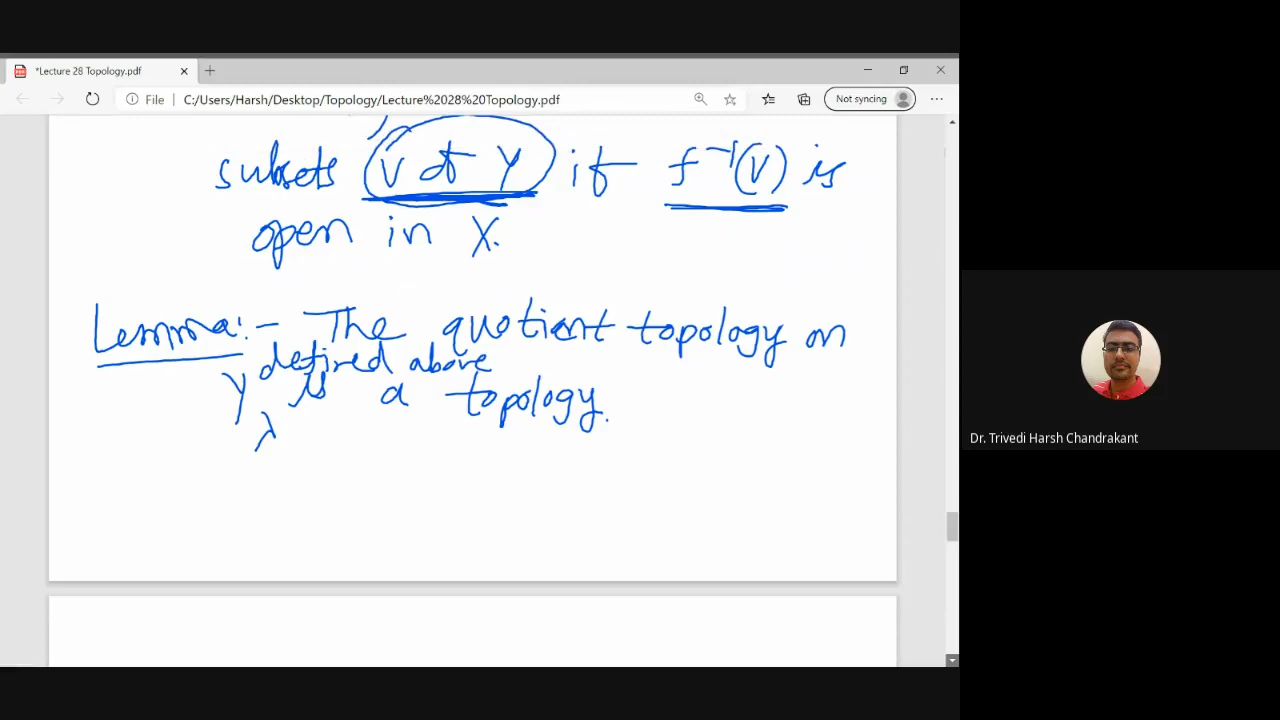 *Lecture 28 Topology.pdf
File | C:/Users/Harsh/Desktop/Topology/Lecture%2028%20Topology.pdf
Not syncing
subsets V of Y if f⁻¹(V) is
open in X.
Lemma:- The quotient topology on
defined above
Y is a topology.
Dr. Trivedi Harsh Chandrakant